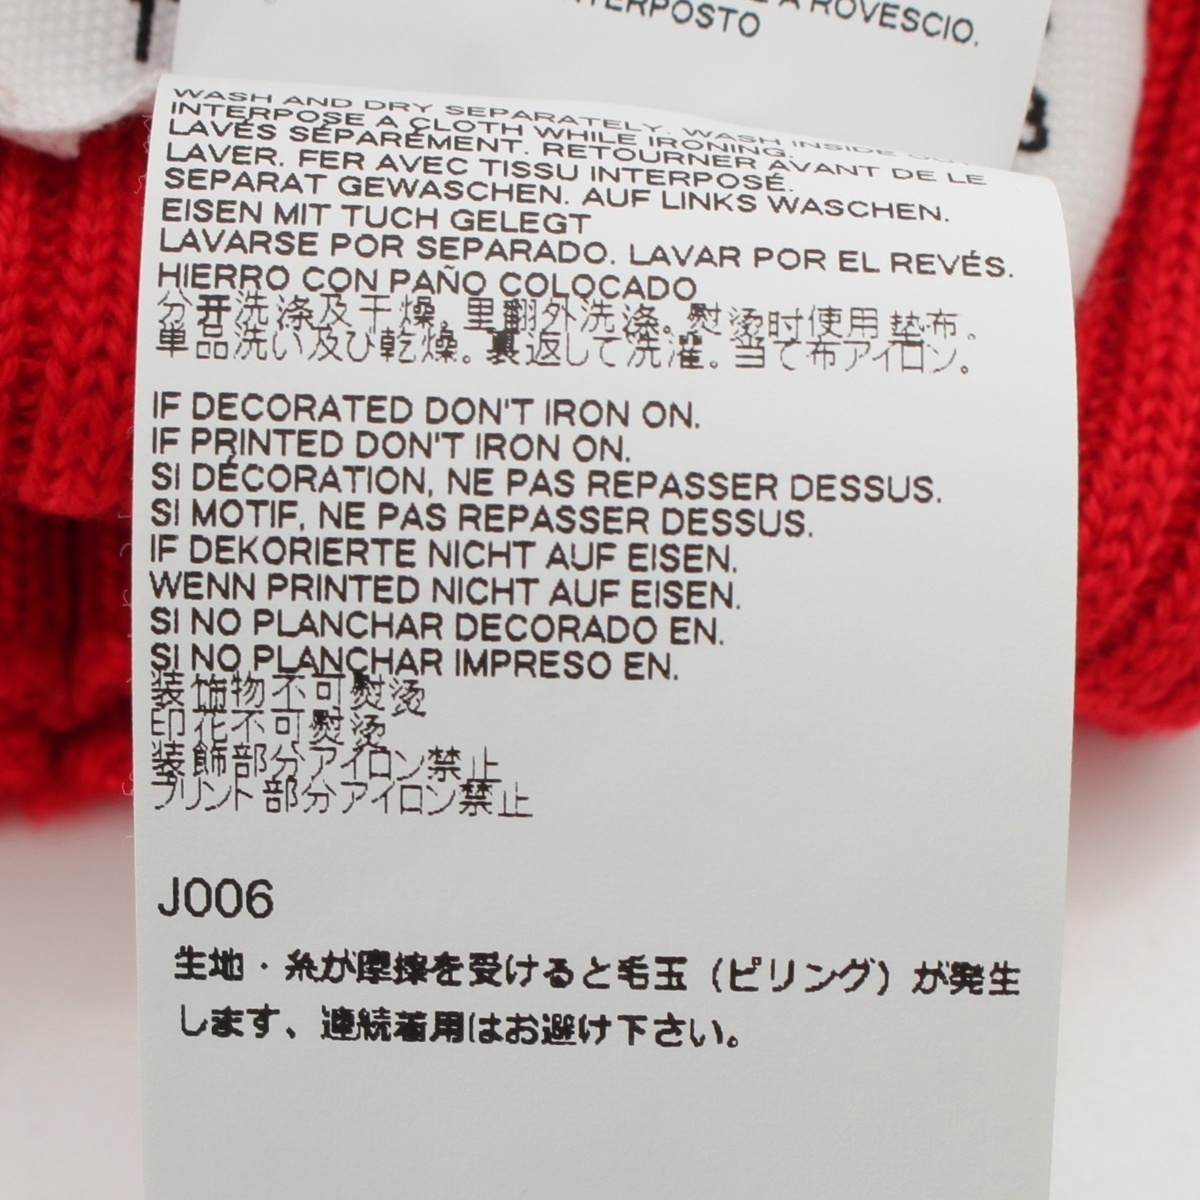 A ROVESCIO.
INTERPOSTO
WASH AND DRY SEPARATELY. WASH INSIDE OUT.
INTERPOSE A CLOTH WHILE IRONING.
LAVÉS SÉPARÉMENT. RETOURNER AVANT DE LE
LAVER. FER AVEC TISSU INTERPOSÉ.
SEPARAT GEWASCHEN. AUF LINKS WASCHEN.
EISEN MIT TUCH GELEGT
LAVARSE POR SEPARADO. LAVAR POR EL REVÉS.
HIERRO CON PAÑO COLOCADO
分开洗涤及干燥。里翻外洗涤。熨烫时使用垫布。
単品洗い及び乾燥。裏返して洗濯。当て布アイロン。
IF DECORATED DON'T IRON ON.
IF PRINTED DON'T IRON ON.
SI DÉCORATION, NE PAS REPASSER DESSUS.
SI MOTIF, NE PAS REPASSER DESSUS.
IF DEKORIERTE NICHT AUF EISEN.
WENN PRINTED NICHT AUF EISEN.
SI NO PLANCHAR DECORADO EN.
SI NO PLANCHAR IMPRESO EN.
装饰物不可熨烫
印花不可熨烫
装飾部分アイロン禁止
プリント部分アイロン禁止
J006
生地・糸が摩擦を受けると毛玉（ピリング）が発生
します、連続着用はお避け下さい。